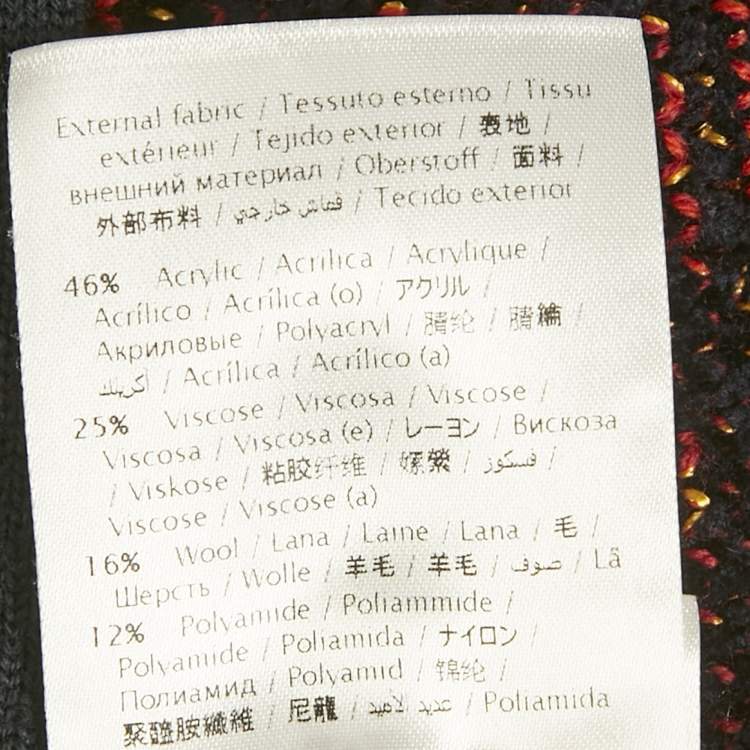 External fabric / Tessuto esterno / Tissu
extérieur / Tejido exterior / 表地 /
внешний материал / Oberstoff / 面料 /
外部布料 / قماش خارجي / Tecido exterior
46% Acrylic / Acrilica / Acrylique /
Acrílico / Acrílica (o) / アクリル /
Акриловые / Polyacryl / 腈纶 / 腈綸 /
أكريلك / Acrílica / Acrílico (a)
25% Viscose / Viscosa / Viscose /
Viscosa / Viscosa (e) / レーヨン / Вискоза
/ Viskose / 粘胶纤维 / 嫘縈 / فسكوز /
Viscose / Viscose (a)
16% Wool / Lana / Laine / Lana / 毛 /
Шерсть / Wolle / 羊毛 / 羊毛 / صوف / Lã
12% Polyamide / Poliammide /
Polyamide / Poliamida / ナイロン /
Полиамид / Polyamid / 锦纶 /
聚醯胺纖維 / 尼龍 / عديد الأميد / Poliamida